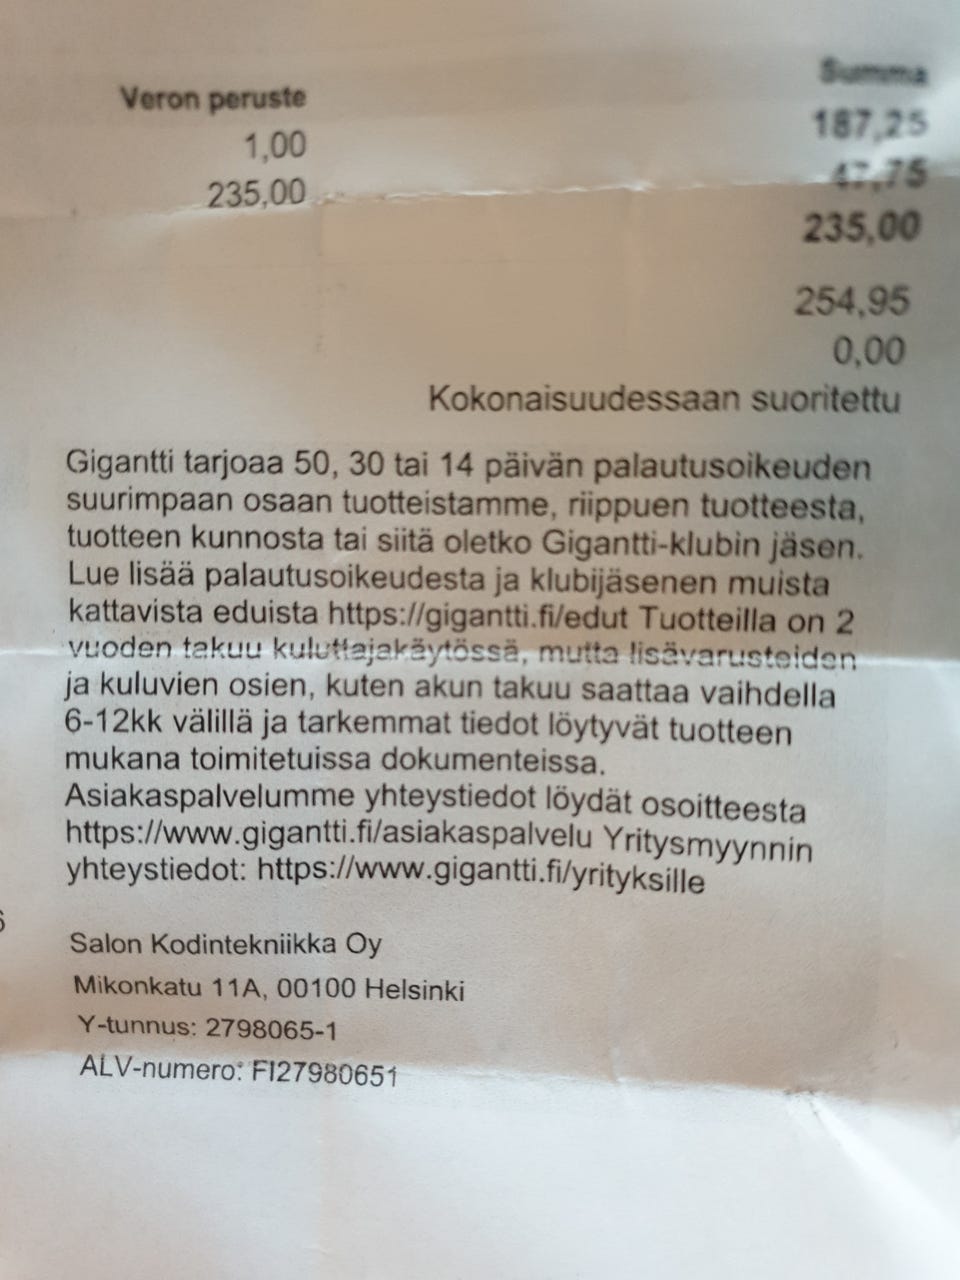 Veron peruste Summa
1,00 187,25
235,00 47,75
235,00
254,95
0,00
Kokonaisuudessaan suoritettu
Gigantti tarjoaa 50, 30 tai 14 päivän palautusoikeuden
suurimpaan osaan tuotteistamme, riippuen tuotteesta,
tuotteen kunnosta tai siitä oletko Gigantti-klubin jäsen.
Lue lisää palautusoikeudesta ja klubijäsenen muista
kattavista eduista https://gigantti.fi/edut Tuotteilla on 2
vuoden takuu kuluttajakäytössä, mutta lisävarusteiden
ja kuluvien osien, kuten akun takuu saattaa vaihdella
6-12kk välillä ja tarkemmat tiedot löytyvät tuotteen
mukana toimitetuissa dokumenteissa.
Asiakaspalvelumme yhteystiedot löydät osoitteesta
https://www.gigantti.fi/asiakaspalvelu Yritysmyynnin
yhteystiedot: https://www.gigantti.fi/yrityksille
Salon Kodintekniikka Oy
Mikonkatu 11A, 00100 Helsinki
Y-tunnus: 2798065-1
ALV-numero: FI27980651